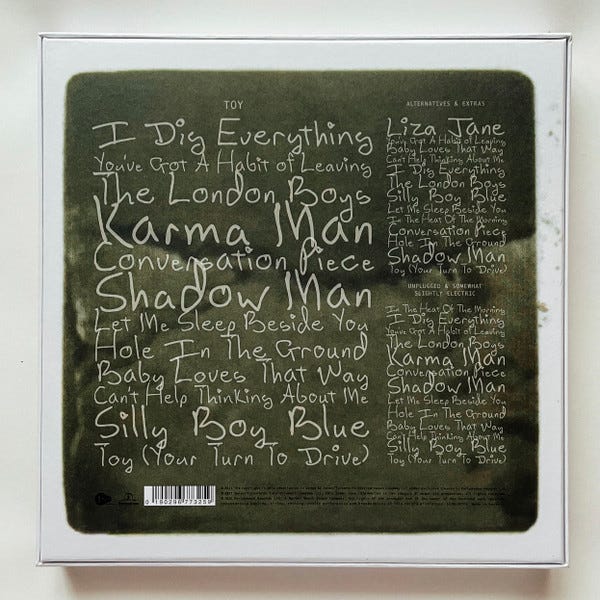 TOY
I Dig Everything
You've Got A Habit of Leaving
The London Boys
Karma Man
Conversation Piece
Shadow Man
Let Me Sleep Beside You
Hole In The Ground
Baby Loves That Way
Can't Help Thinking About Me
Silly Boy Blue
Toy (Your Turn To Drive)
ALTERNATIVES & EXTRAS
Liza Jane
You've Got A Habit of Leaving
Baby Loves That Way
Can't Help Thinking About Me
I Dig Everything
The London Boys
Silly Boy Blue
Let Me Sleep Beside You
In The Heat Of The Morning
Conversation Piece
Hole In The Ground
Shadow Man
Toy (Your Turn To Drive)
UNPLUGGED & SOMEWHAT
SLIGHTLY ELECTRIC
In The Heat Of The Morning
I Dig Everything
You've Got A Habit of Leaving
The London Boys
Karma Man
Conversation Piece
Shadow Man
Let Me Sleep Beside You
Hole In The Ground
Baby Loves That Way
Can't Help Thinking About Me
Silly Boy Blue
Toy (Your Turn To Drive)
0 190296 773259